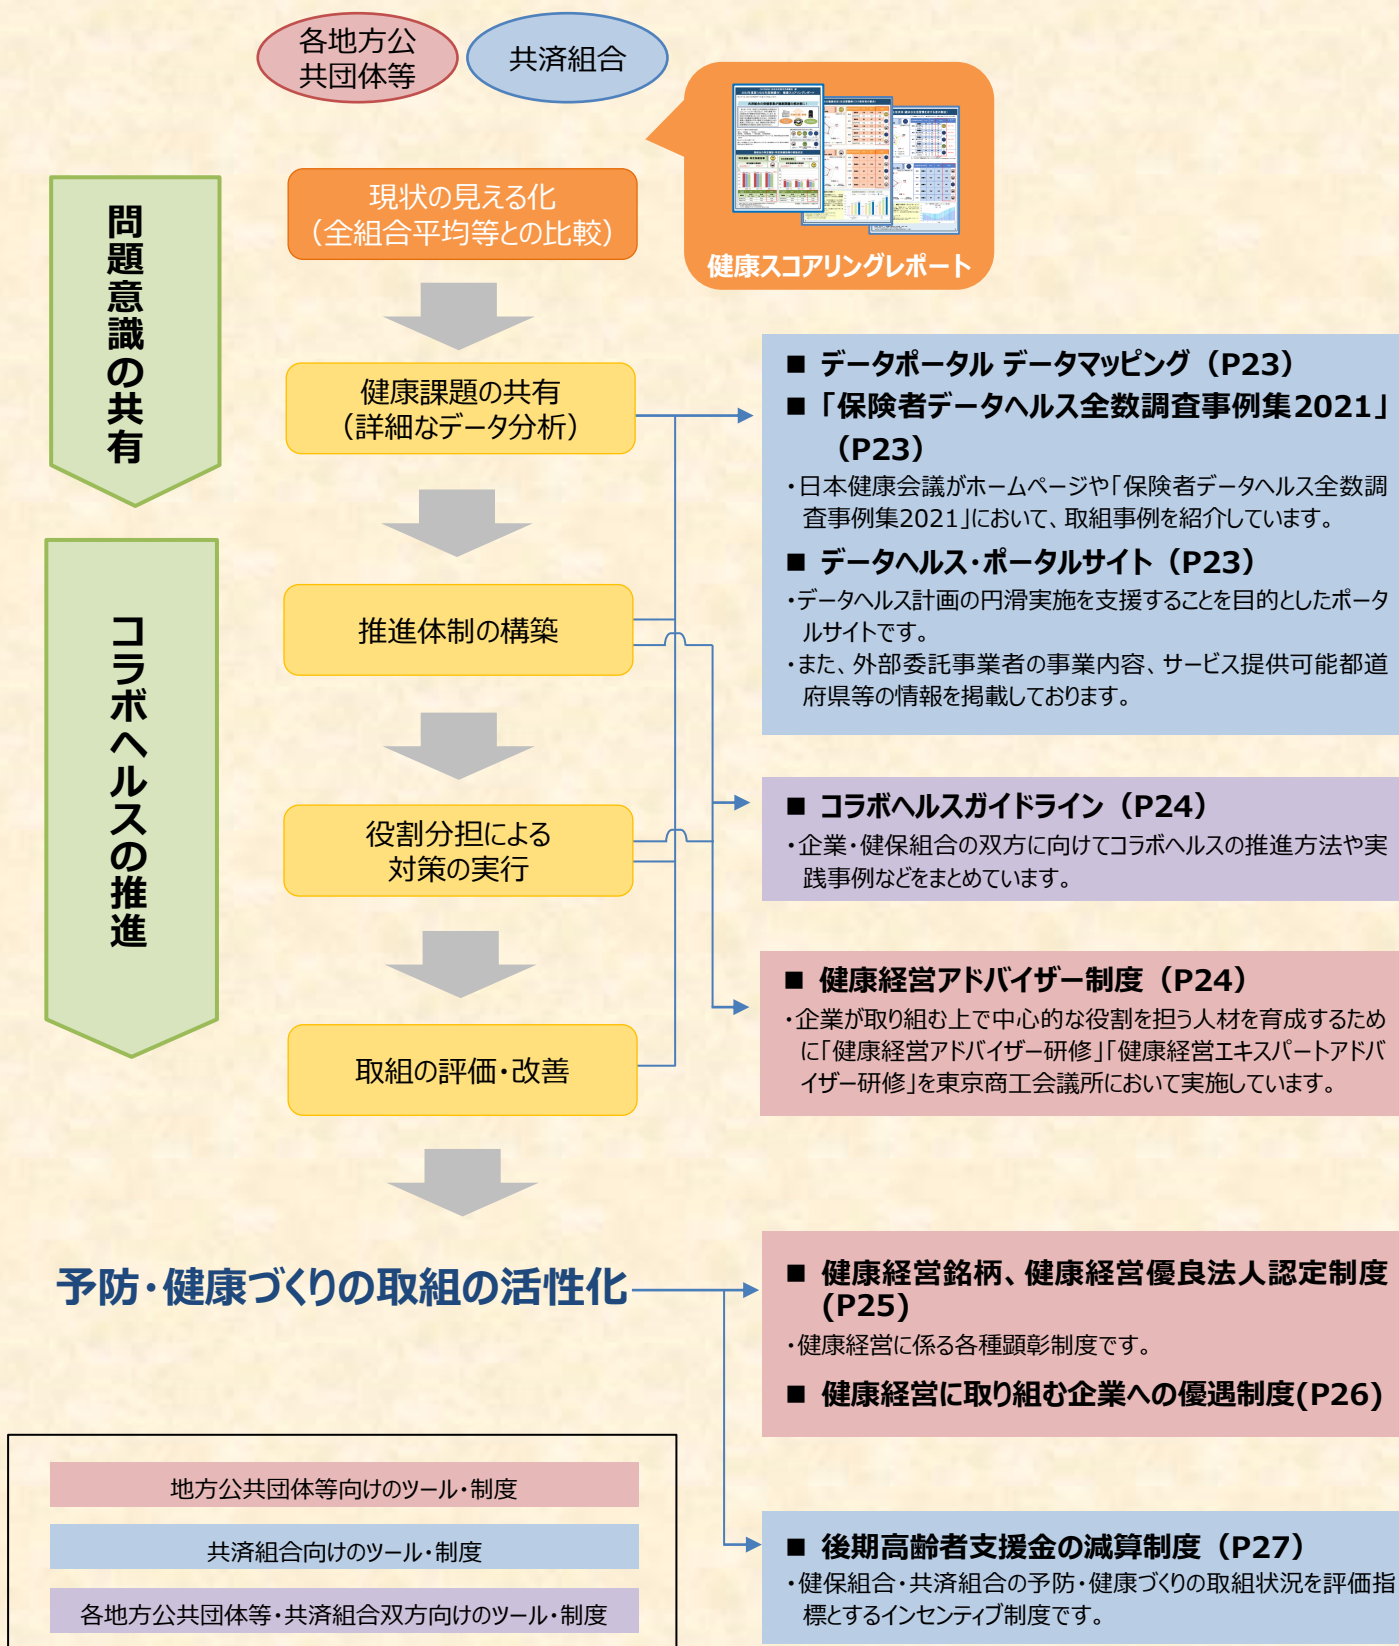 各地方公
共団体等
共済組合
現状の見える化
（全組合平均等との比較）
健康スコアリングレポート
問題意識の共有
健康課題の共有
（詳細なデータ分析）
■ データポータル データマッピング（P23）
■「保険者データヘルス全数調査事例集2021」
（P23）
・日本健康会議がホームページや「保険者データヘルス全数調
査事例集2021」において、取組事例を紹介しています。
■ データヘルス・ポータルサイト（P23）
・データヘルス計画の円滑実施を支援することを目的としたポータ
ルサイトです。
・また、外部委託事業者の事業内容、サービス提供可能都道
府県等の情報を掲載しております。
コラボヘルスの推進
推進体制の構築
役割分担による
対策の実行
■ コラボヘルスガイドライン（P24）
・企業・健保組合の双方に向けてコラボヘルスの推進方法や実
践事例などをまとめています。
■ 健康経営アドバイザー制度（P24）
・企業が取り組む上で中心的な役割を担う人材を育成するため
に「健康経営アドバイザー研修」「健康経営エキスパートアドバ
イザー研修」を東京商工会議所において実施しています。
取組の評価・改善
予防・健康づくりの取組の活性化
■ 健康経営銘柄、健康経営優良法人認定制度
(P25)
・健康経営に係る各種顕彰制度です。
■ 健康経営に取り組む企業への優遇制度(P26)
■ 後期高齢者支援金の減算制度（P27）
・健保組合・共済組合の予防・健康づくりの取組状況を評価指
標とするインセンティブ制度です。
地方公共団体等向けのツール・制度
共済組合向けのツール・制度
各地方公共団体等・共済組合双方向けのツール・制度